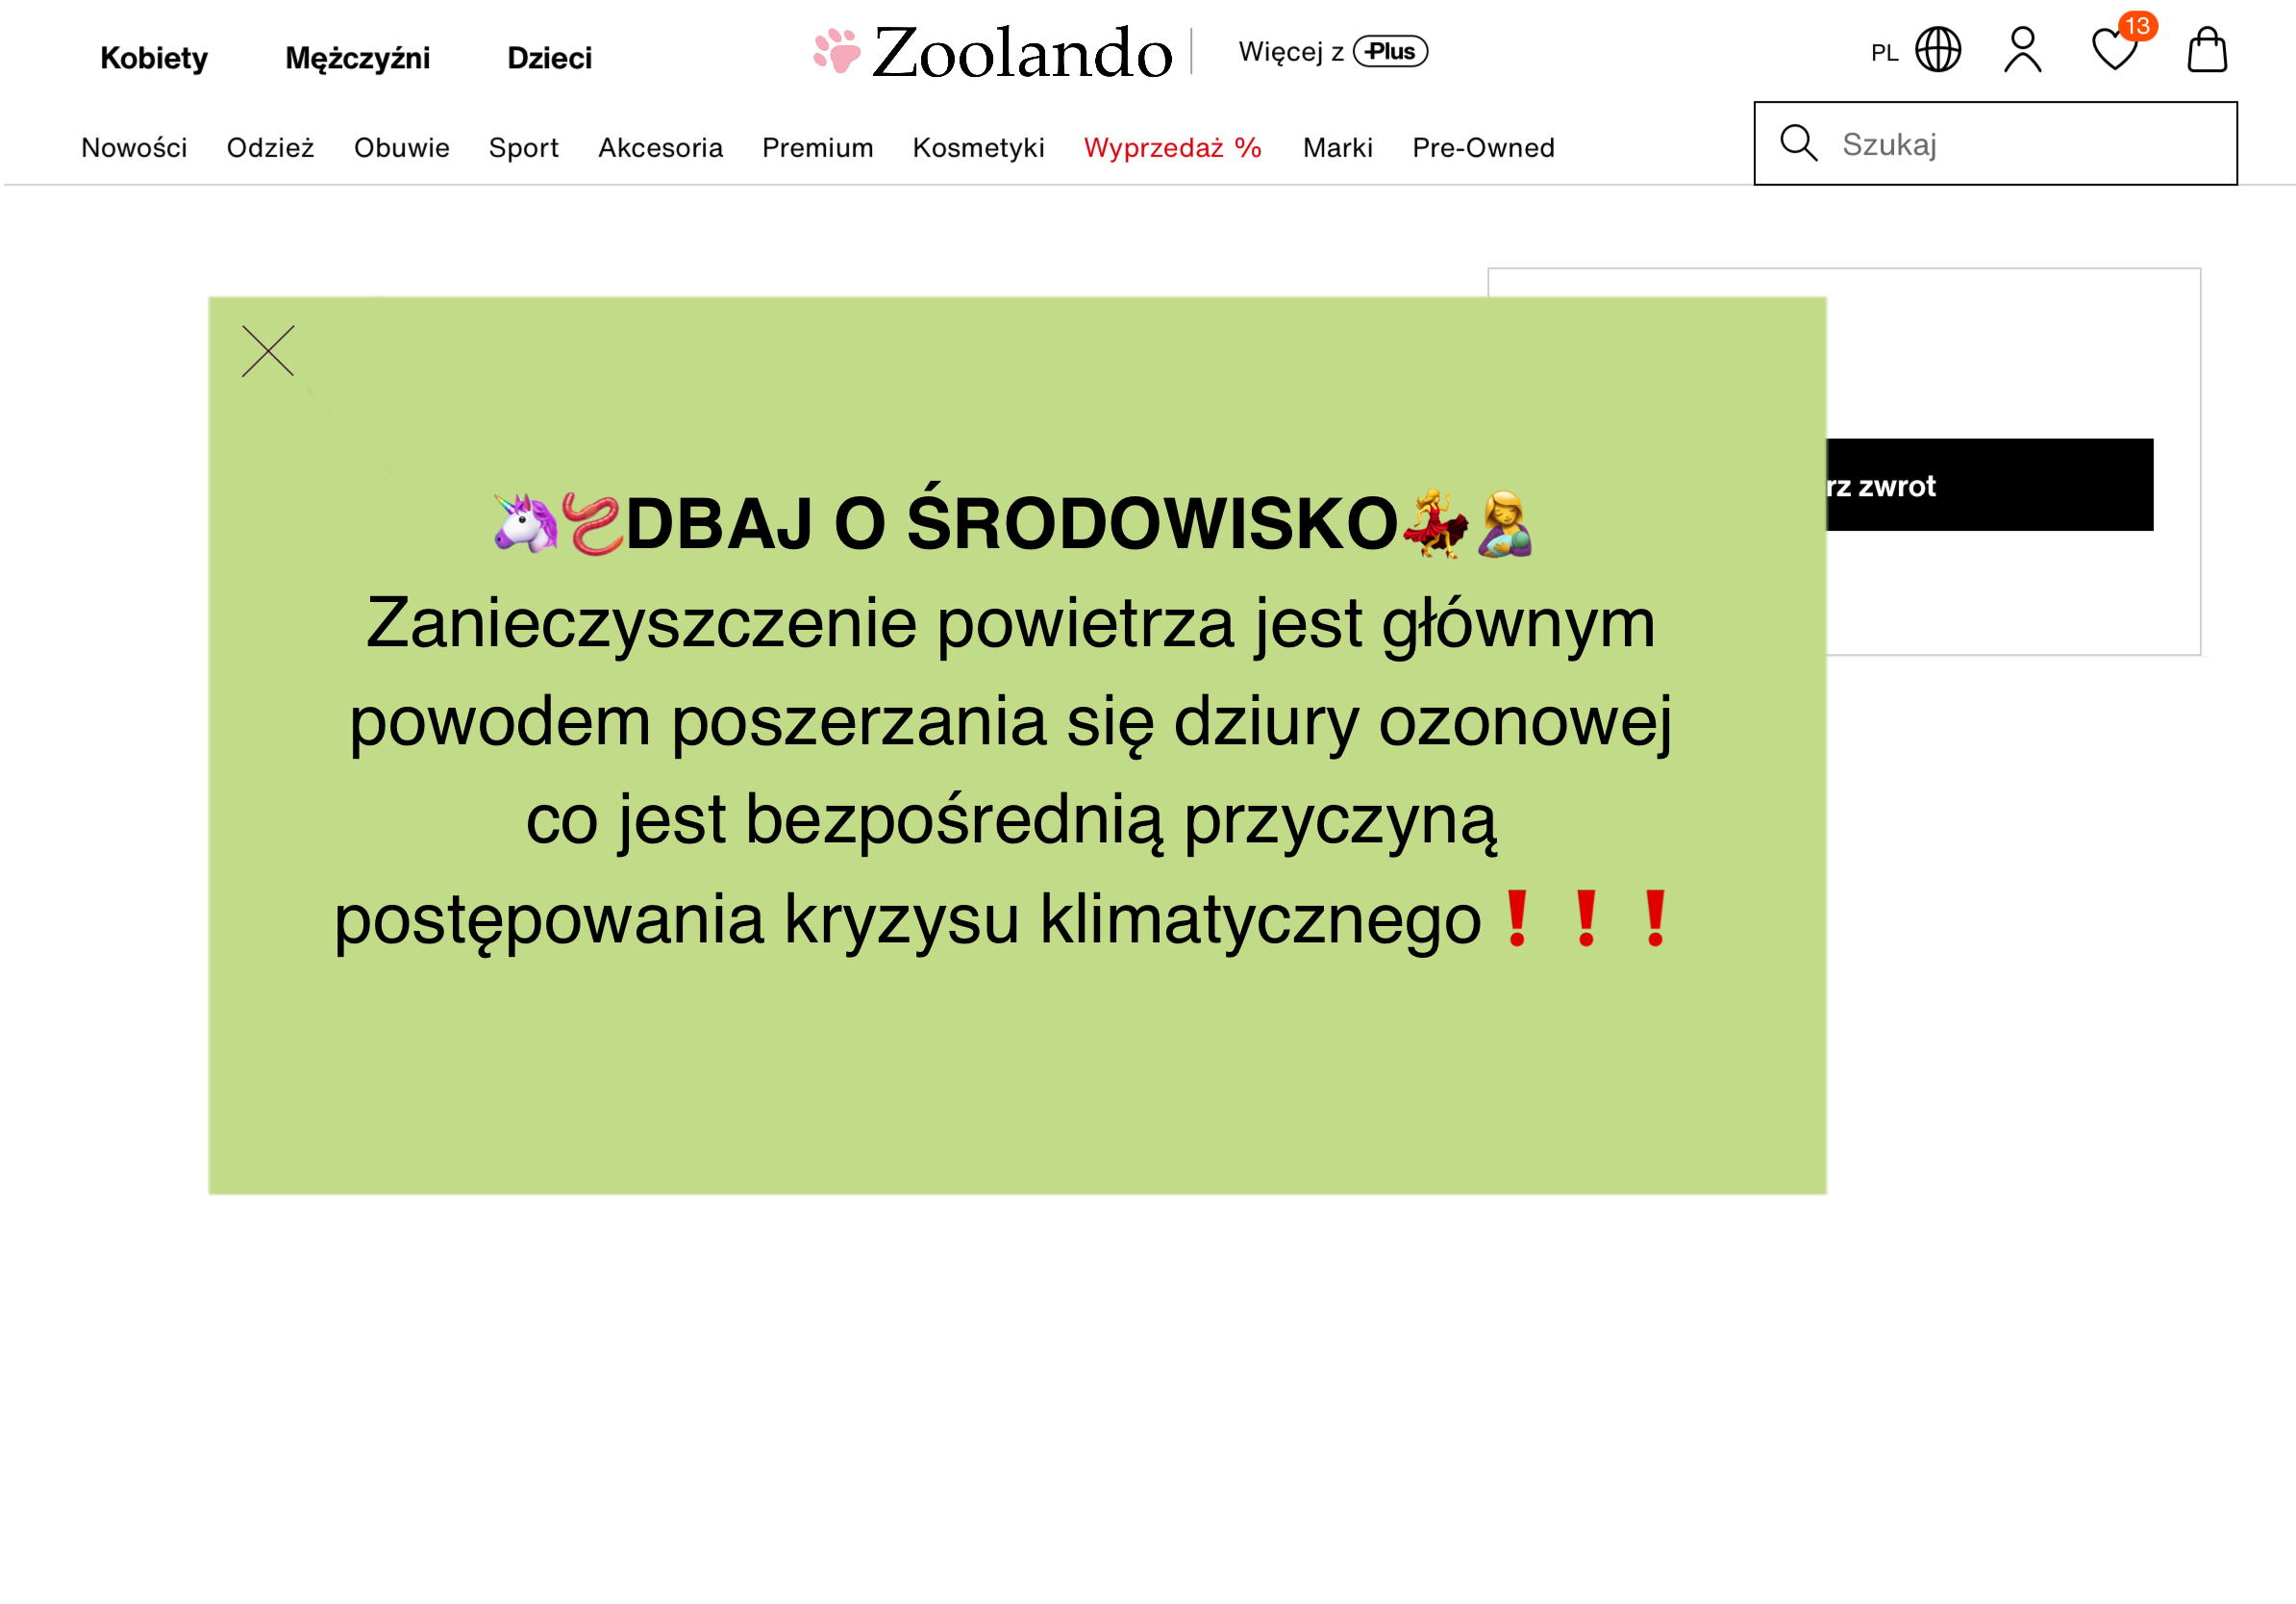 Kobiety Mężczyźni Dzieci Zoolando Więcej z Plus PL 13
Nowości Odzież Obuwie Sport Akcesoria Premium Kosmetyki Wyprzedaż % Marki Pre-Owned Szukaj
🦄🪱DBAJ O ŚRODOWISKO💃🤱
rz zwrot
Zanieczyszczenie powietrza jest głównym
powodem poszerzania się dziury ozonowej
co jest bezpośrednią przyczyną
postępowania kryzysu klimatycznego❗❗❗